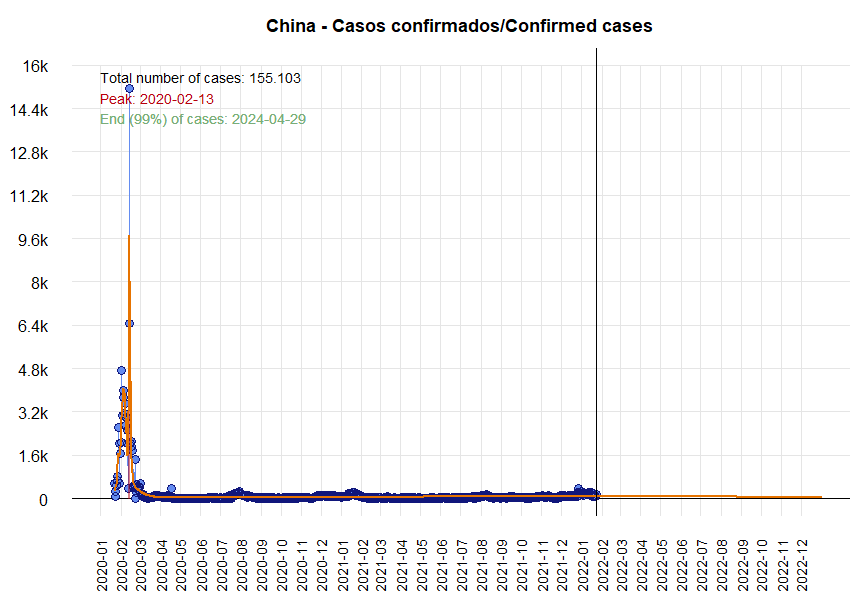 China - Casos confirmados/Confirmed cases
Total number of cases: 155.103
Peak: 2020-02-13
End (99%) of cases: 2024-04-29
16k
14.4k
12.8k
11.2k
9.6k
8k
6.4k
4.8k
3.2k
1.6k
0
2020-01
2020-02
2020-03
2020-04
2020-05
2020-06
2020-07
2020-08
2020-09
2020-10
2020-11
2020-12
2021-01
2021-02
2021-03
2021-04
2021-05
2021-06
2021-07
2021-08
2021-09
2021-10
2021-11
2021-12
2022-01
2022-02
2022-03
2022-04
2022-05
2022-06
2022-07
2022-08
2022-09
2022-10
2022-11
2022-12